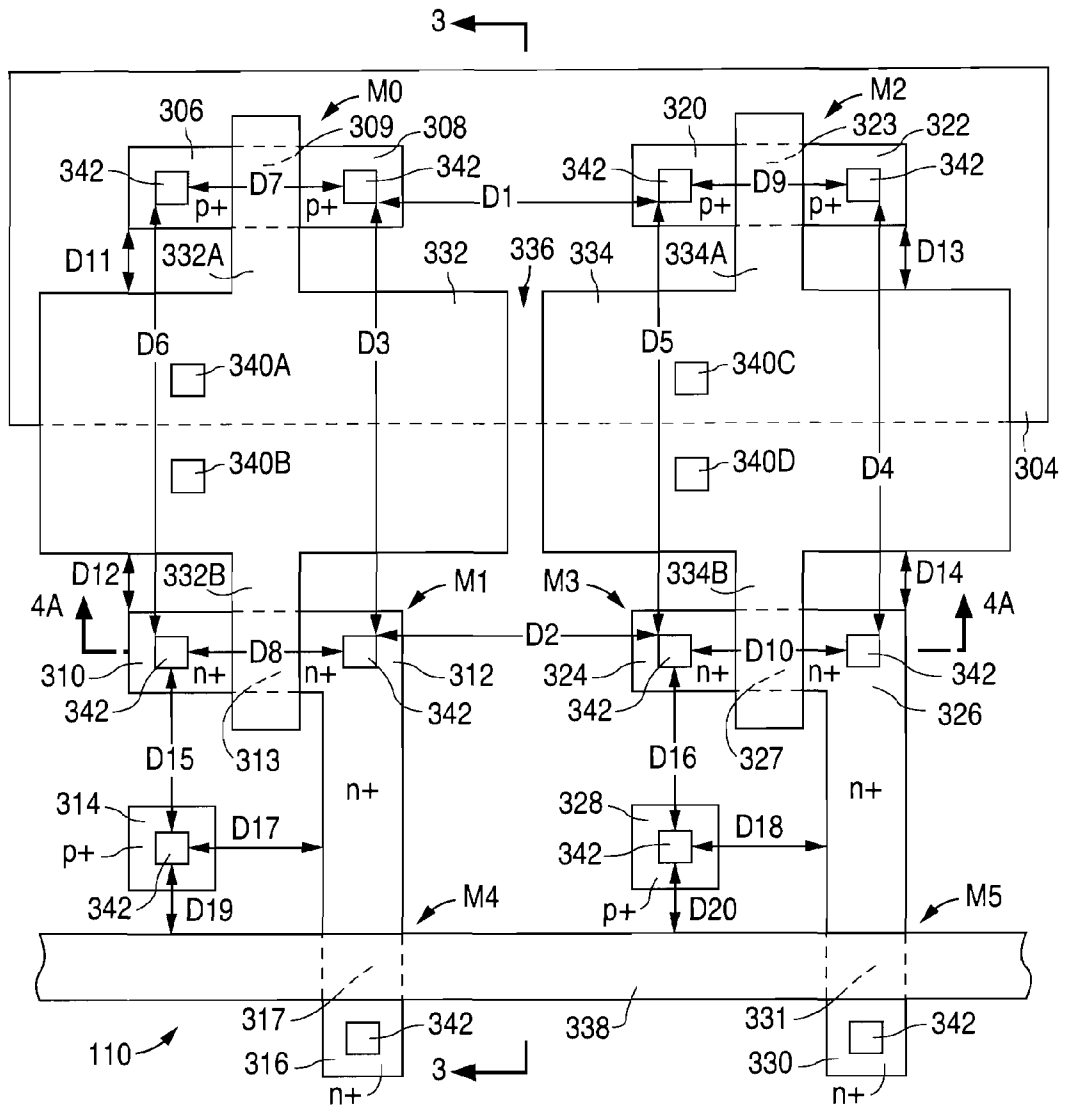 3
M0 M2
306 309 308 320 323 322
342 342 342 342
D7 D1 D9
p+ p+ p+ p+
D11 332A 332 336 334 334A D13
D6 D3 D5
340A 340C
340B 340D D4 304
D12 332B M1 M3 334B D14
4A 4A
D8 D2 D10
310 n+ n+ 312 324 n+ n+ 342
342 342 342 326
D15 313 D16 327
n+ n+
314 D17 328 D18
p+ 342
342 D19 p+ D20
M4 M5
317 342 338 331 342
110 316 3 330
n+ n+